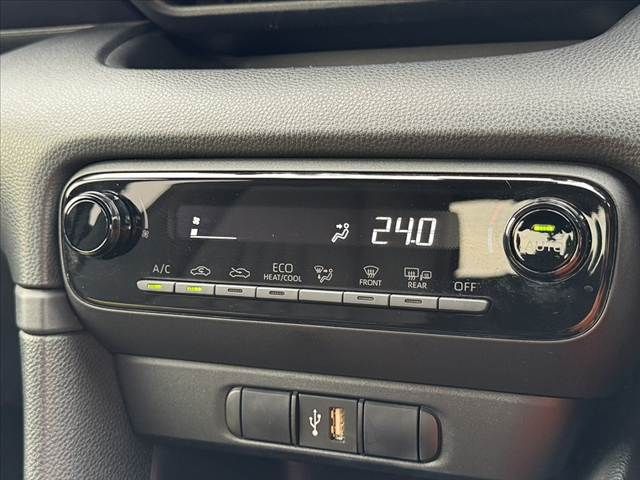 24.0
AUTO
A/C
ECO
HEAT/COOL
FRONT
REAR
OFF